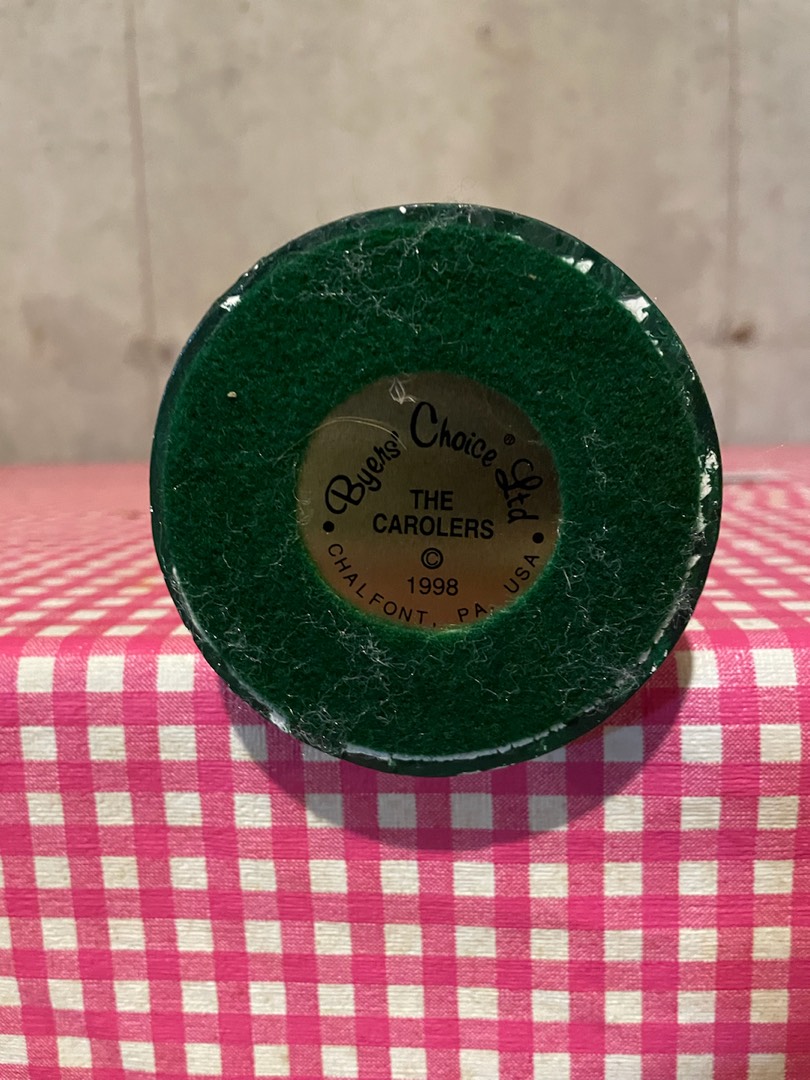 Byers' Choice® Ltd
THE
CAROLERS
©
1998
• CHALFONT, PA USA •